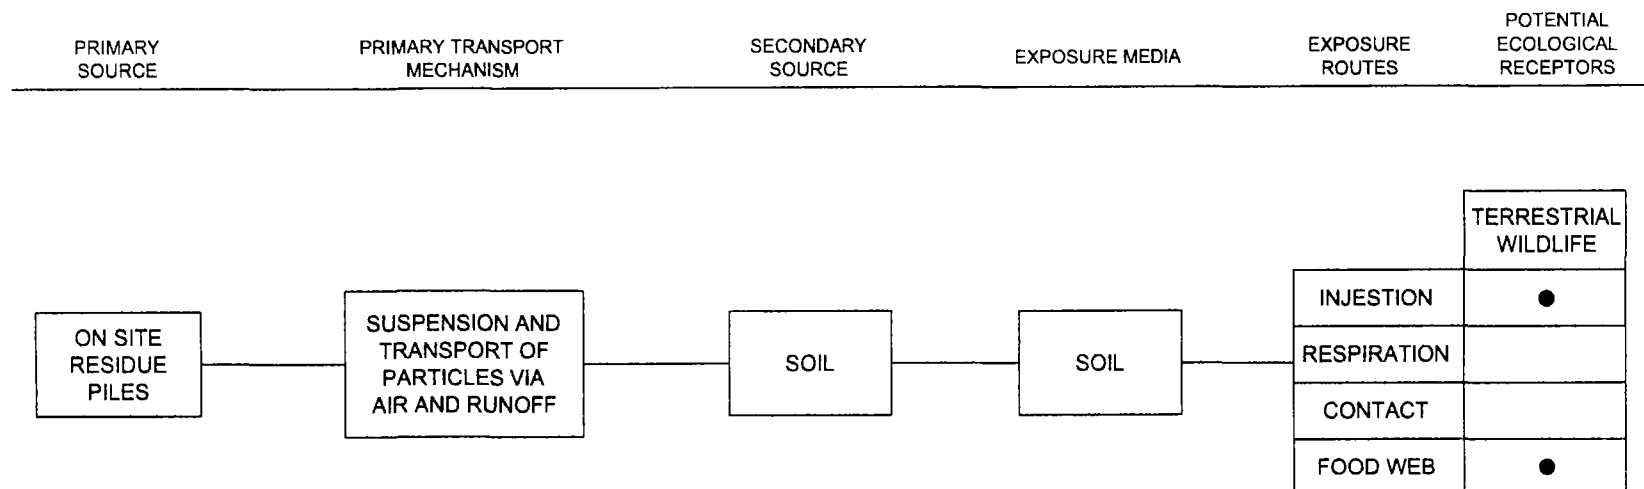 PRIMARY
SOURCE
PRIMARY TRANSPORT
MECHANISM
SECONDARY
SOURCE
EXPOSURE MEDIA
EXPOSURE
ROUTES
POTENTIAL
ECOLOGICAL
RECEPTORS
ON SITE
RESIDUE
PILES
SUSPENSION AND
TRANSPORT OF
PARTICLES VIA
AIR AND RUNOFF
SOIL
SOIL
TERRESTRIAL
WILDLIFE
INJESTION ●
RESPIRATION
CONTACT
FOOD WEB ●